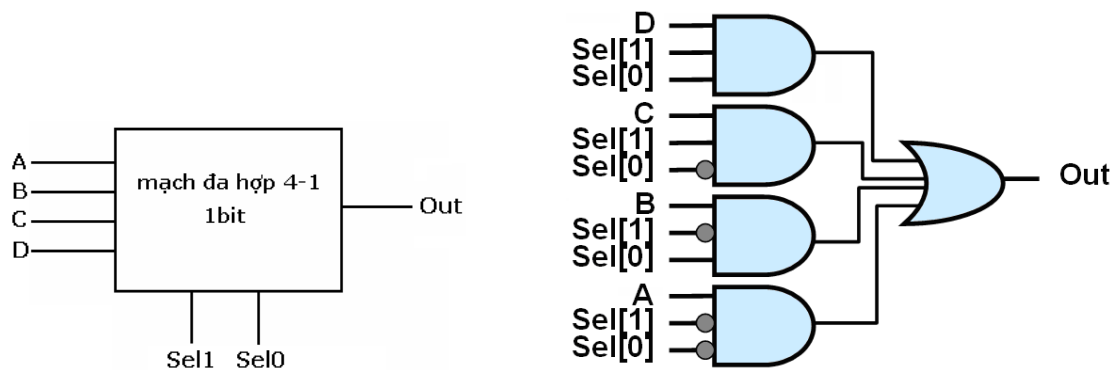 A
B
C
D
mạch đa hợp 4-1
1bit
Out
Sel1 Sel0
D
Sel[1]
Sel[0]
C
Sel[1]
Sel[0]
B
Sel[1]
Sel[0]
A
Sel[1]
Sel[0]
Out